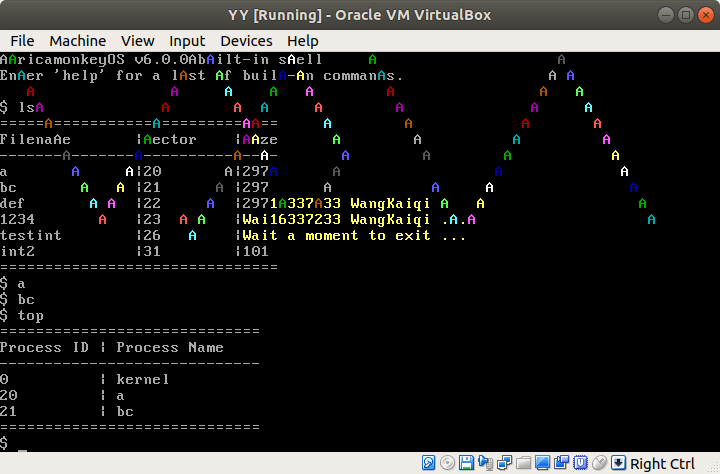 YY [Running] - Oracle VM VirtualBox
File Machine View Input Devices Help
AAricamonkeyOS v6.0.0AbAilt-in sAell A A
EnAer 'help' for a lAst Af buil-An commanAs. A A
A A A A A A A A
$ lsA A A A A A A A
=====A===========A=========AA== A A A A
FilenaAe |Aector |AAze A A A A
-------A-------A----------A--A- A A A A
a A A|20 A |297A A A A A
bc A A |21 A |297 A A A A
def A A |22 A |2971A337A33 WangKaiqi A A A
1234 A |23 A A |Wai16337233 WangKaiqi .A.A A
testint |26 A |Wait a moment to exit ...
int2 |31 |101
===============================
$ a
$ bc
$ top
=============================
Process ID | Process Name
-----------------------------
0 | kernel
20 | a
21 | bc
=============================
$ _
Right Ctrl